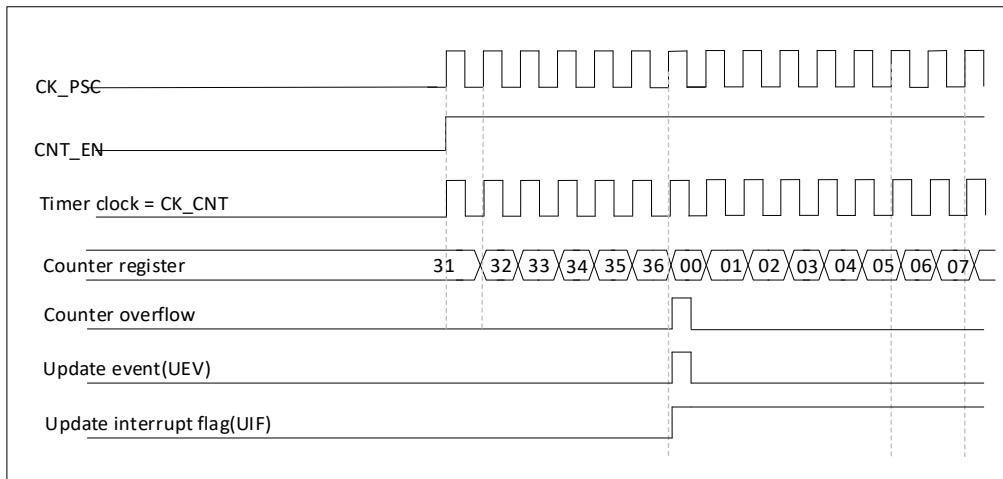 CK_PSC
CNT_EN
Timer clock = CK_CNT
Counter register 31 32 33 34 35 36 00 01 02 03 04 05 06 07
Counter overflow
Update event(UEV)
Update interrupt flag(UIF)